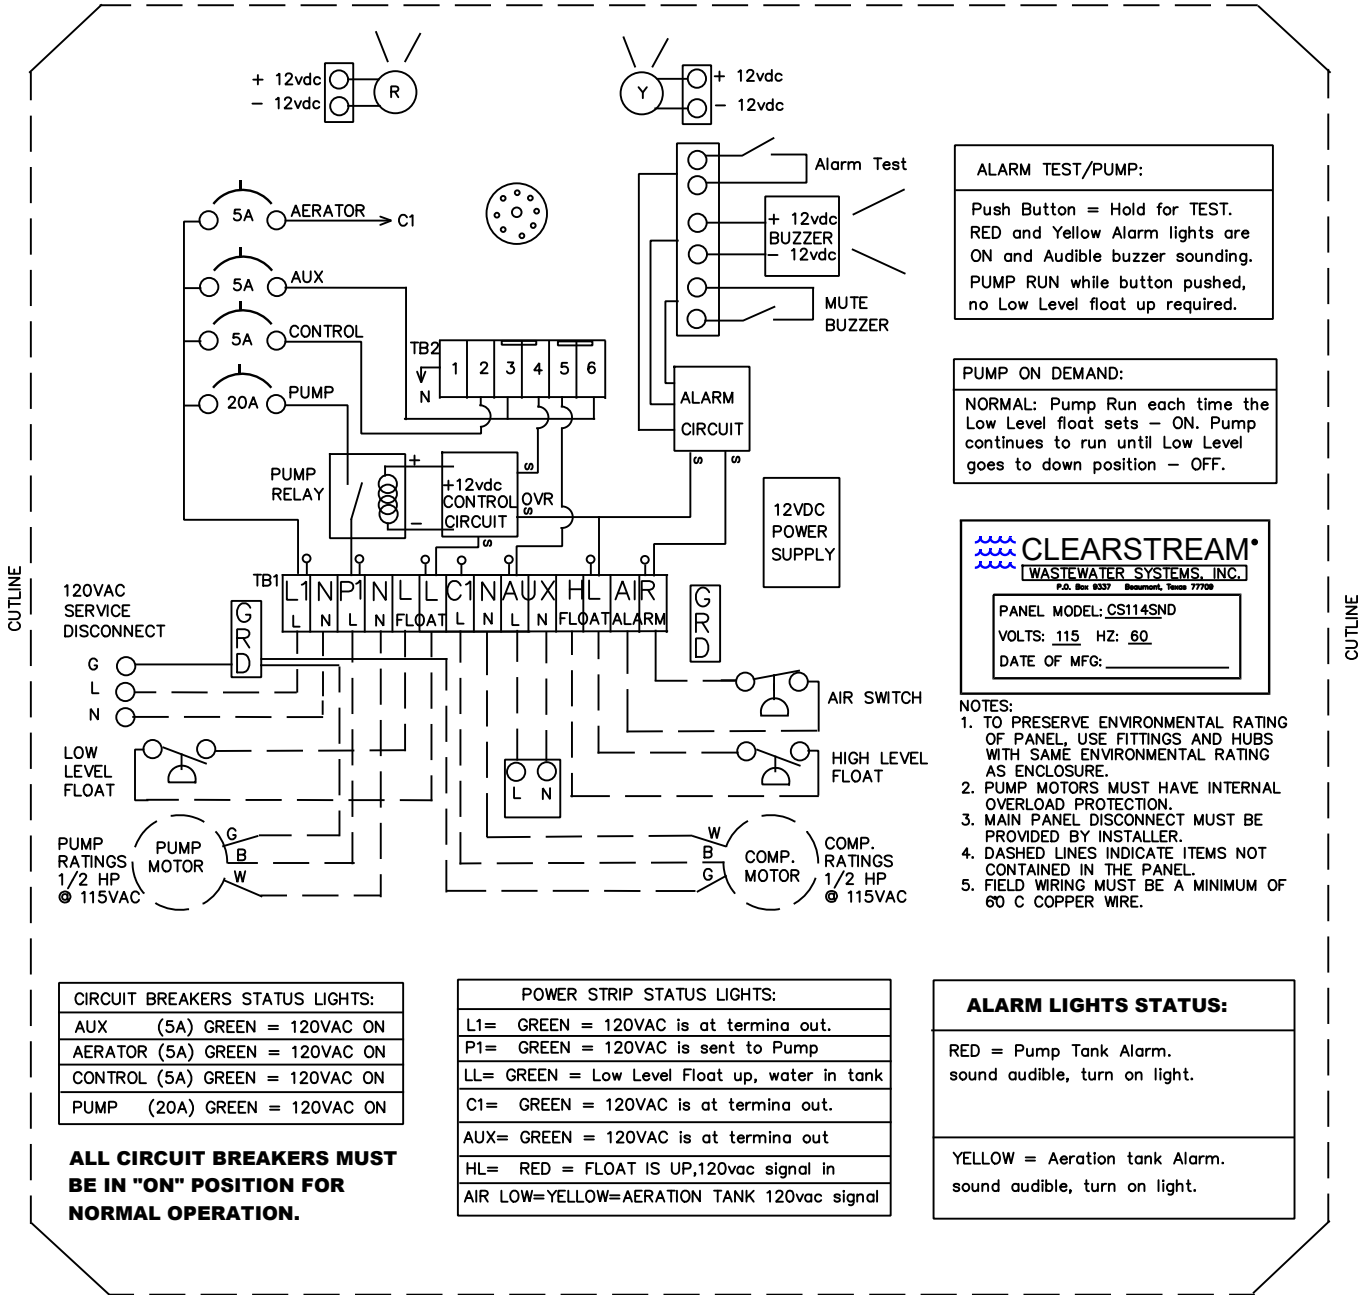 + 12vdc
- 12vdc
R
Y
+ 12vdc
- 12vdc
Alarm Test
+ 12vdc
BUZZER
- 12vdc
MUTE
BUZZER
5A AERATOR C1
5A AUX
5A CONTROL
20A PUMP
TB2
N
1 2 3 4 5 6
ALARM
CIRCUIT
S S
PUMP
RELAY
+
-
+12vdc
CONTROL
CIRCUIT
S
OVR
S
S
12VDC
POWER
SUPPLY
TB1
L1 N P1 N L L C1 N AUX HL AIR
L N L N FLOAT L N L N FLOAT ALARM
GRD
GRD
120VAC
SERVICE
DISCONNECT
G
L
N
LOW
LEVEL
FLOAT
AIR SWITCH
HIGH LEVEL
FLOAT
L N
PUMP
RATINGS
1/2 HP
@ 115VAC
PUMP
MOTOR
G
B
W
W
B
G
COMP.
MOTOR
COMP.
RATINGS
1/2 HP
@ 115VAC
CUTLINE
CUTLINE
ALARM TEST/PUMP:
Push Button = Hold for TEST.
RED and Yellow Alarm lights are
ON and Audible buzzer sounding.
PUMP RUN while button pushed,
no Low Level float up required.
PUMP ON DEMAND:
NORMAL: Pump Run each time the
Low Level float sets - ON. Pump
continues to run until Low Level
goes to down position - OFF.
CLEARSTREAM
WASTEWATER SYSTEMS, INC.
P.O. Box 9337 Beaumont, Texas 77709
PANEL MODEL: CS114SND
VOLTS: 115 HZ: 60
DATE OF MFG:
NOTES:
1. TO PRESERVE ENVIRONMENTAL RATING
OF PANEL, USE FITTINGS AND HUBS
WITH SAME ENVIRONMENTAL RATING
AS ENCLOSURE.
2. PUMP MOTORS MUST HAVE INTERNAL
OVERLOAD PROTECTION.
3. MAIN PANEL DISCONNECT MUST BE
PROVIDED BY INSTALLER.
4. DASHED LINES INDICATE ITEMS NOT
CONTAINED IN THE PANEL.
5. FIELD WIRING MUST BE A MINIMUM OF
60° C COPPER WIRE.
CIRCUIT BREAKERS STATUS LIGHTS:
AUX (5A) GREEN = 120VAC ON
AERATOR (5A) GREEN = 120VAC ON
CONTROL (5A) GREEN = 120VAC ON
PUMP (20A) GREEN = 120VAC ON
ALL CIRCUIT BREAKERS MUST
BE IN "ON" POSITION FOR
NORMAL OPERATION.
POWER STRIP STATUS LIGHTS:
L1= GREEN = 120VAC is at termina out.
P1= GREEN = 120VAC is sent to Pump
LL= GREEN = Low Level Float up, water in tank
C1= GREEN = 120VAC is at termina out.
AUX= GREEN = 120VAC is at termina out
HL= RED = FLOAT IS UP,120vac signal in
AIR LOW=YELLOW=AERATION TANK 120vac signal
ALARM LIGHTS STATUS:
RED = Pump Tank Alarm.
sound audible, turn on light.
YELLOW = Aeration tank Alarm.
sound audible, turn on light.